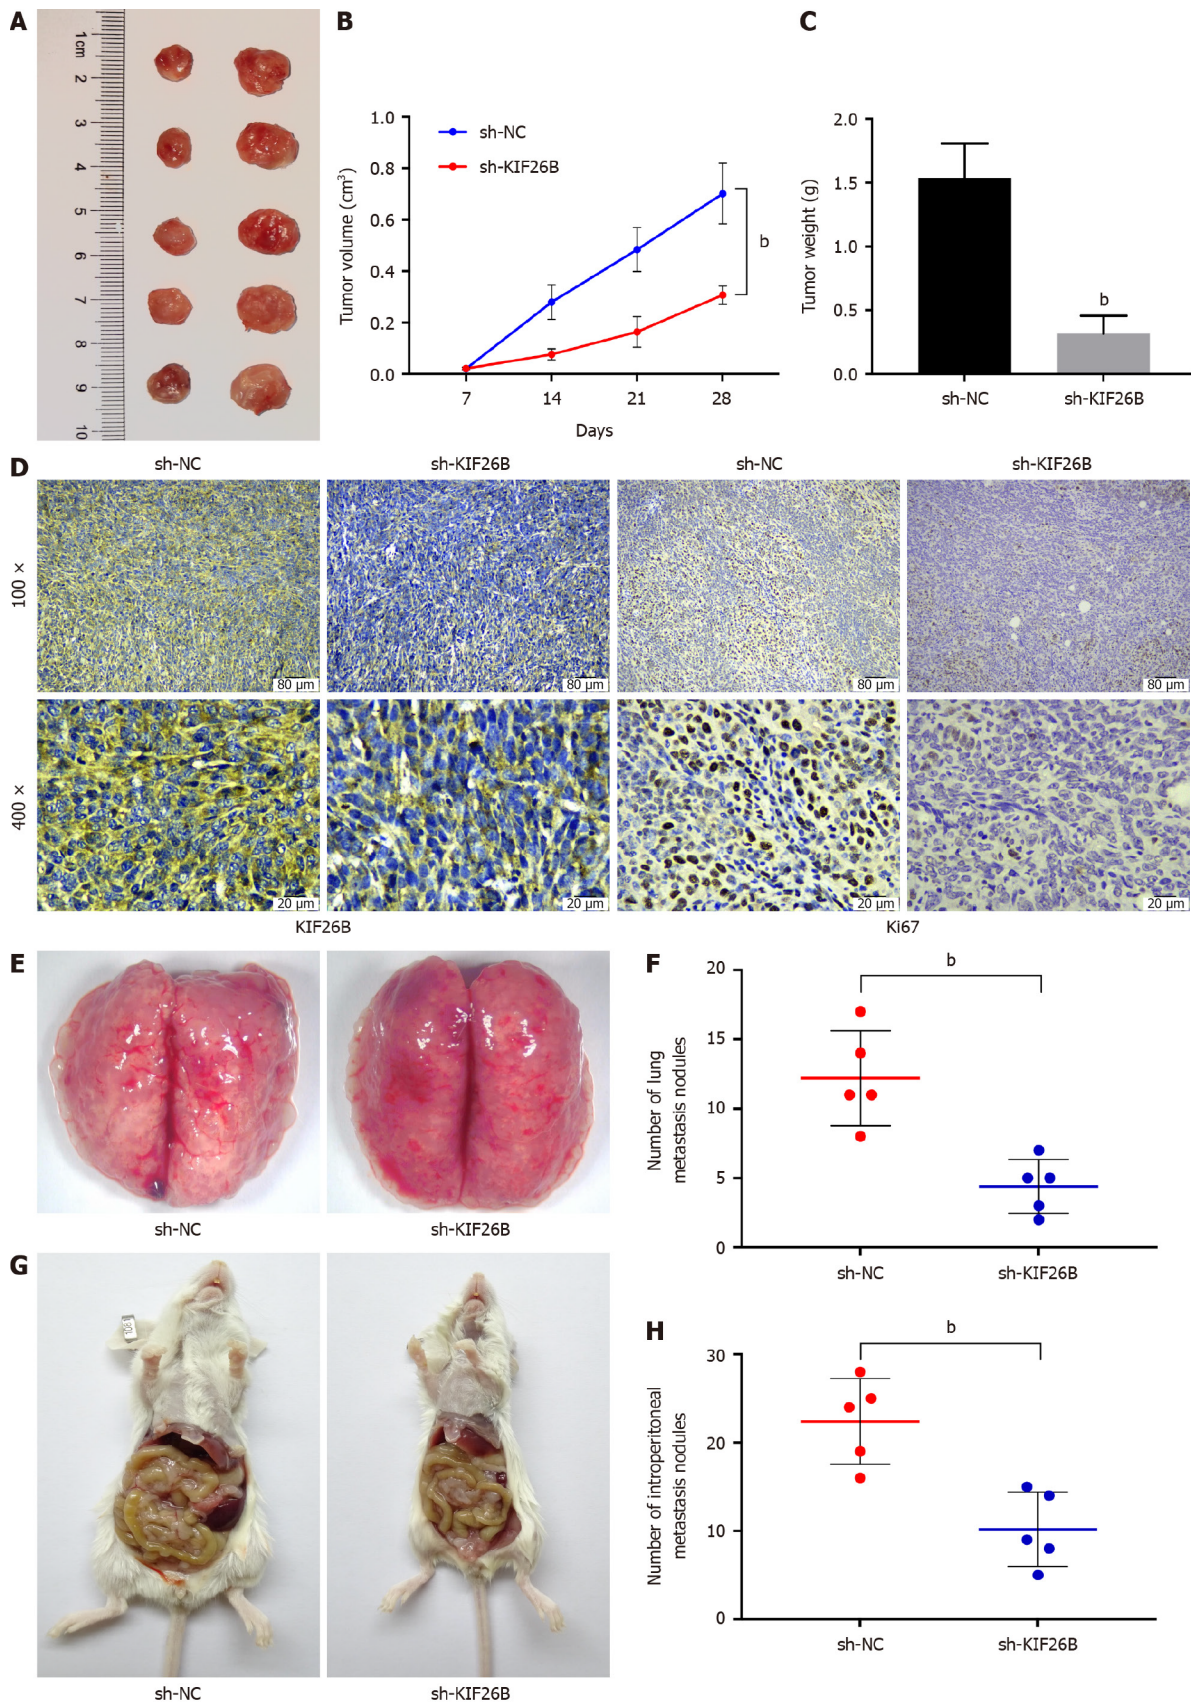 A
1cm
2
3
4
5
6
7
8
9
10
B
1.0
0.8
0.6
0.4
0.2
0.0
Tumor volume (cm³)
sh-NC
sh-KIF26B
b
7 14 21 28
Days
C
2.0
1.5
1.0
0.5
0.0
Tumor weight (g)
b
sh-NC sh-KIF26B
D
sh-NC sh-KIF26B sh-NC sh-KIF26B
100 ×
80 µm 80 µm 80 µm 80 µm
400 ×
20 µm 20 µm 20 µm 20 µm
KIF26B Ki67
E
sh-NC sh-KIF26B
F
20
15
10
5
0
Number of lung
metastasis nodules
b
sh-NC sh-KIF26B
G
sh-NC sh-KIF26B
H
30
20
10
0
Number of introperitoneal
metastasis nodules
b
sh-NC sh-KIF26B